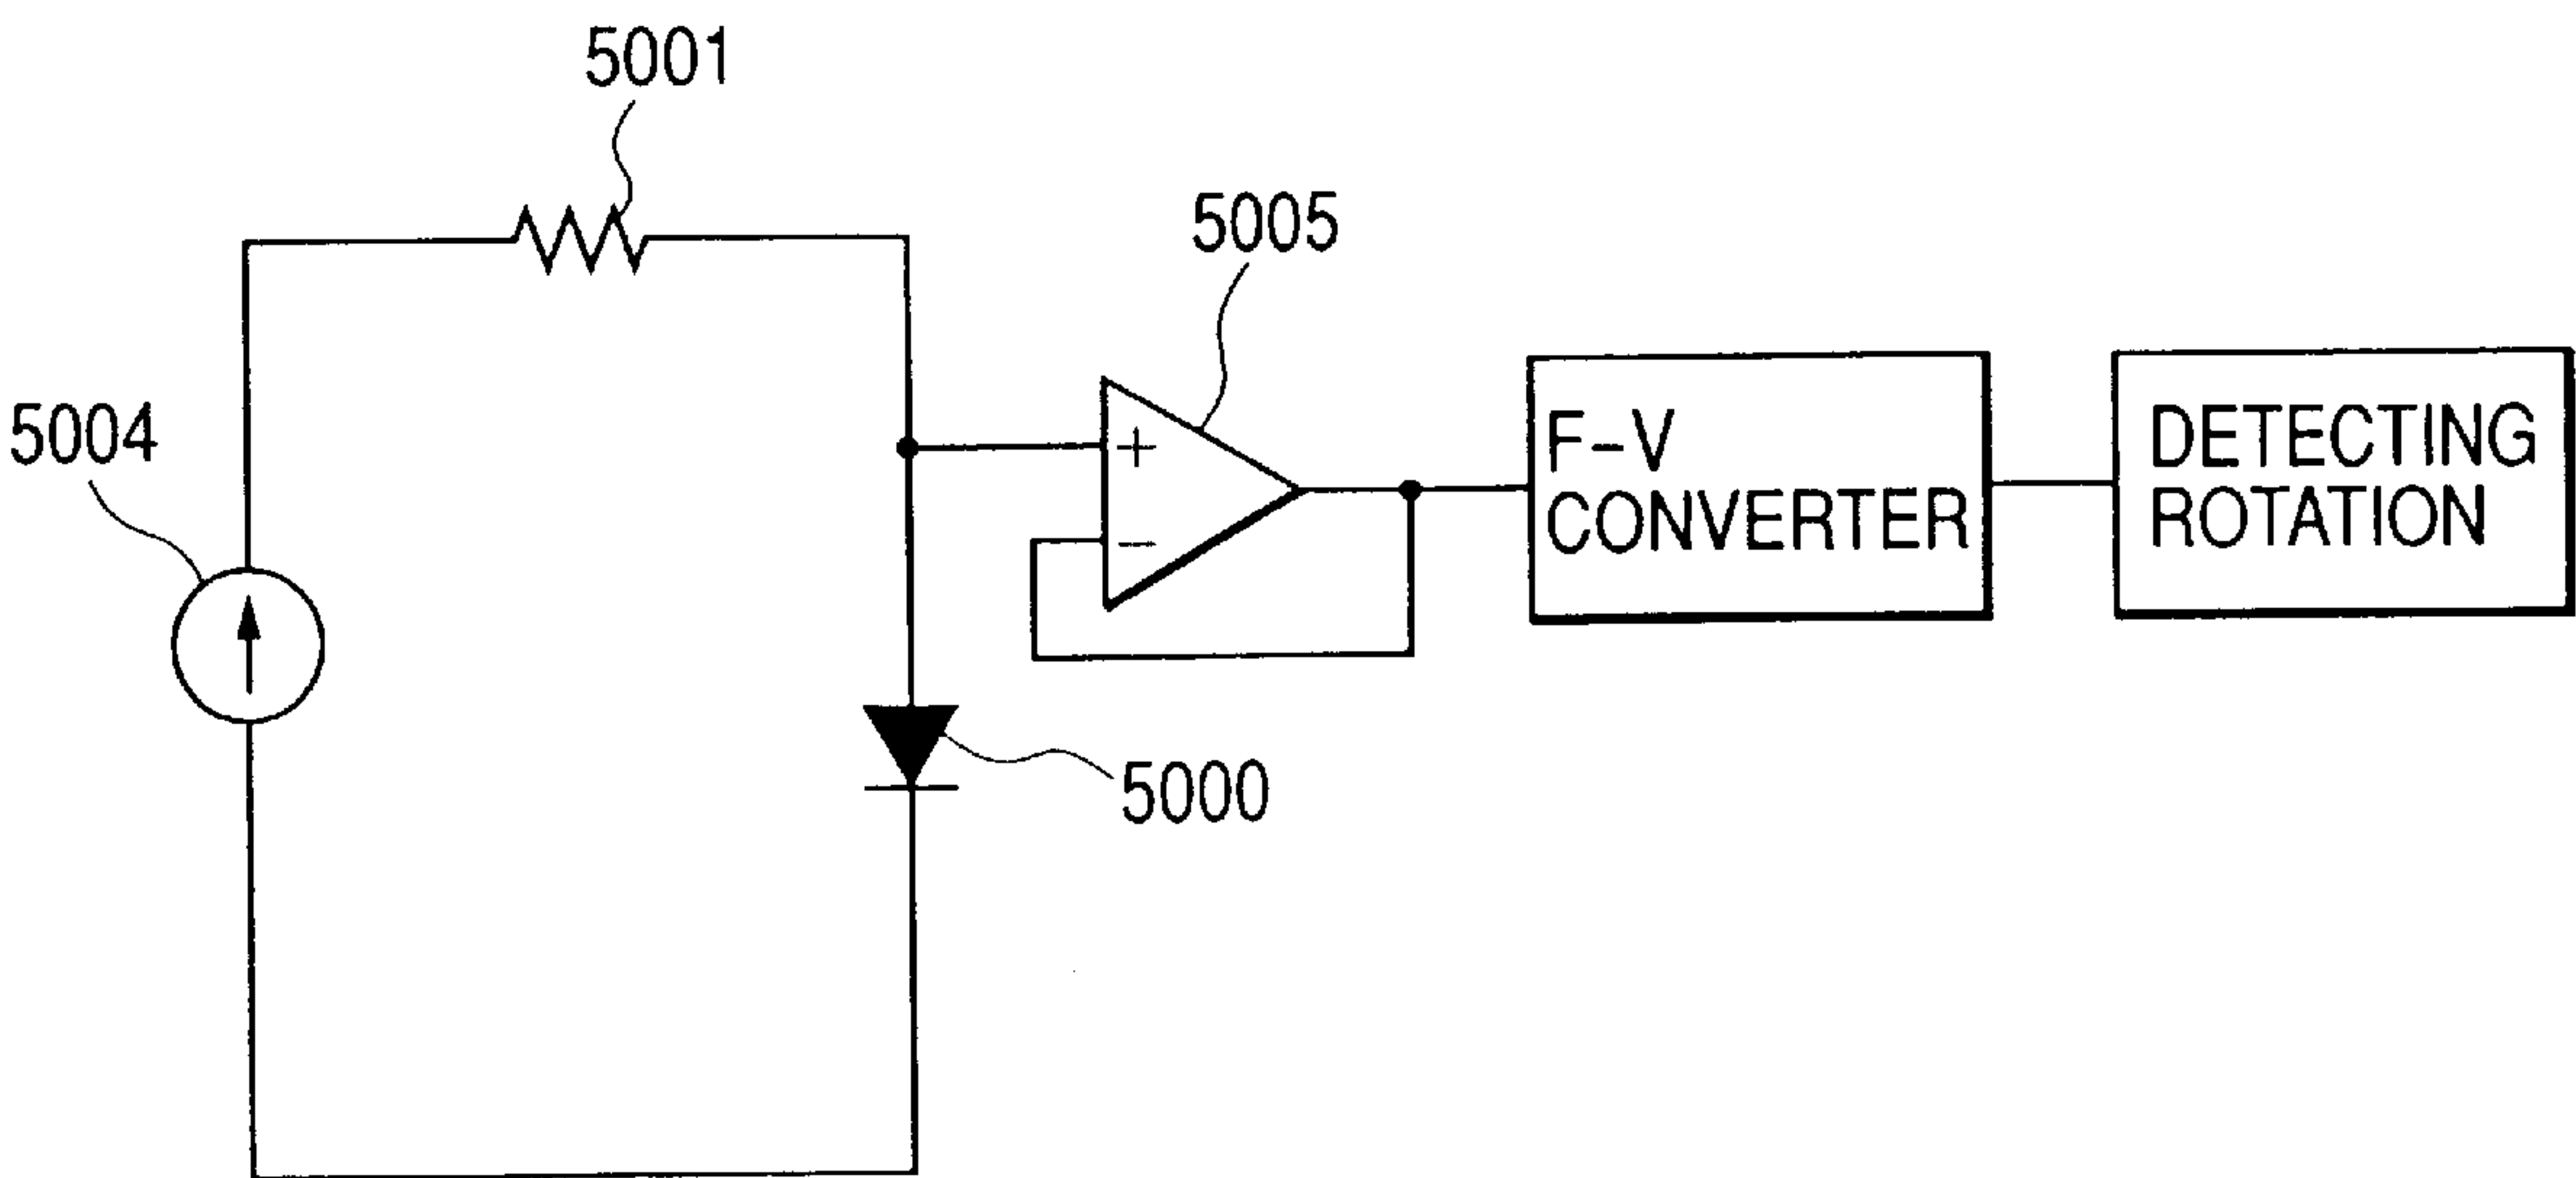 5001
5005
5004
+
−
F-V
CONVERTER
DETECTING
ROTATION
5000